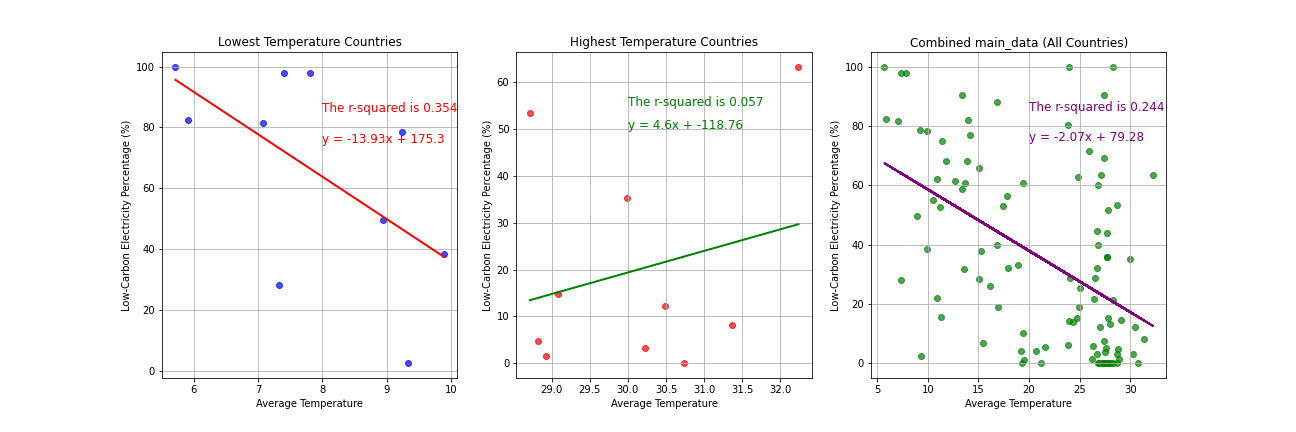 Lowest Temperature Countries
Low-Carbon Electricity Percentage (%)
100
80
60
40
20
0
The r-squared is 0.354
y = -13.93x + 175.3
6
7
8
9
10
Average Temperature
Highest Temperature Countries
Low-Carbon Electricity Percentage (%)
60
50
40
30
20
10
0
The r-squared is 0.057
y = 4.6x + -118.76
29.0
29.5
30.0
30.5
31.0
31.5
32.0
Average Temperature
Combined main_data (All Countries)
Low-Carbon Electricity Percentage (%)
100
80
60
40
20
0
The r-squared is 0.244
y = -2.07x + 79.28
5
10
15
20
25
30
Average Temperature